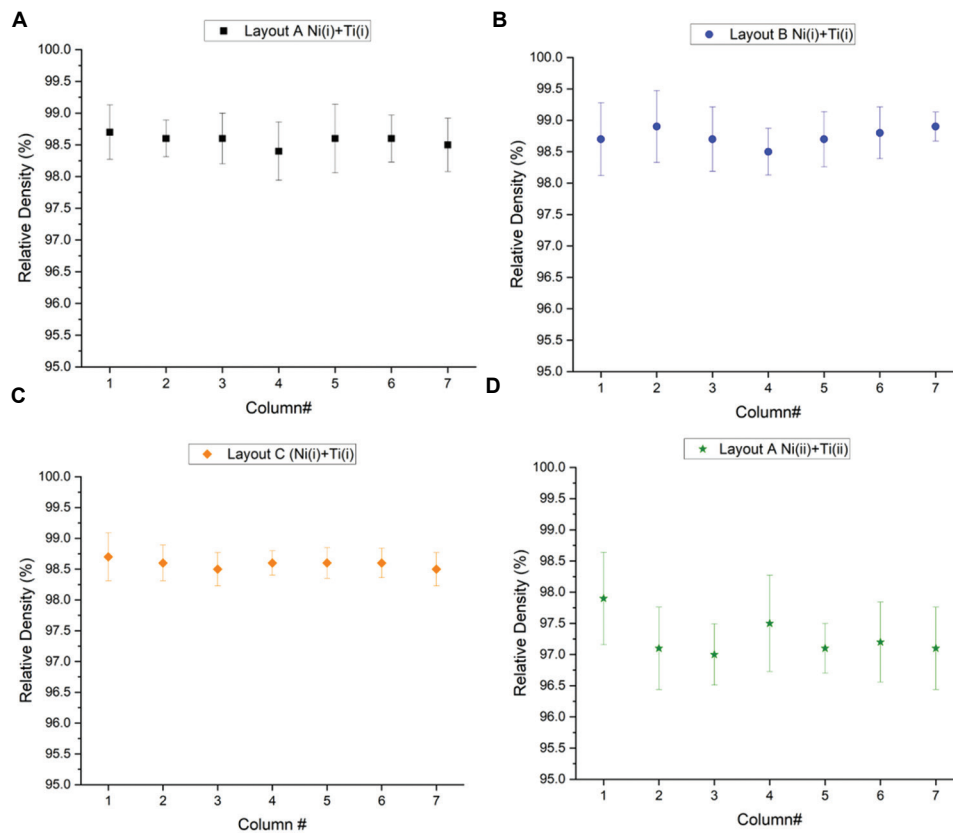 A
Layout A Ni(i)+Ti(i)
100.0
99.5
99.0
98.5
98.0
97.5
97.0
96.5
96.0
95.5
95.0
Relative Density (%)
1 2 3 4 5 6 7
Column#
B
Layout B Ni(i)+Ti(i)
100.0
99.5
99.0
98.5
98.0
97.5
97.0
96.5
96.0
95.5
95.0
Relative Density (%)
1 2 3 4 5 6 7
Column#
C
Layout C (Ni(i)+Ti(i)
100.0
99.5
99.0
98.5
98.0
97.5
97.0
96.5
96.0
95.5
95.0
Relative Density (%)
1 2 3 4 5 6 7
Column #
D
Layout A Ni(ii)+Ti(ii)
100.0
99.5
99.0
98.5
98.0
97.5
97.0
96.5
96.0
95.5
95.0
Relative Density (%)
1 2 3 4 5 6 7
Column#